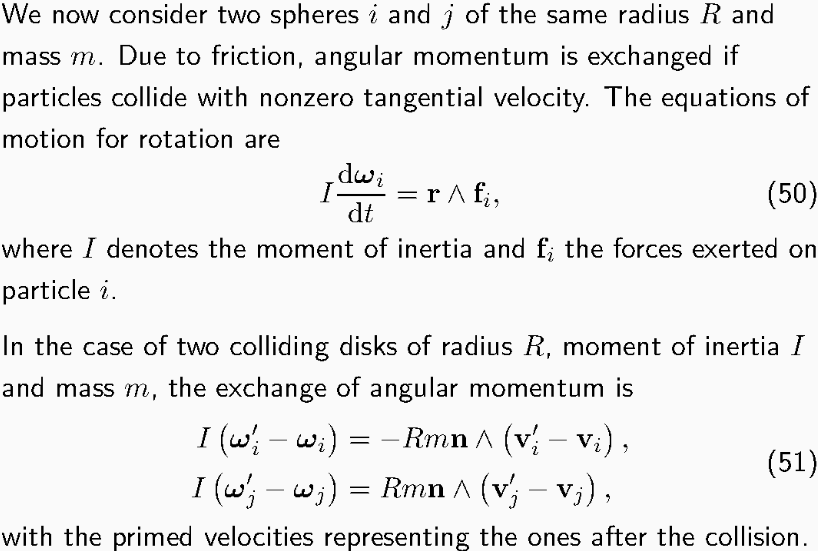 We now consider two spheres $i$ and $j$ of the same radius $R$ and
mass $m$. Due to friction, angular momentum is exchanged if
particles collide with nonzero tangential velocity. The equations of
motion for rotation are
$I\frac{\mathrm{d}\boldsymbol{\omega}_i}{\mathrm{d}t} = \mathbf{r} \wedge \mathbf{f}_i,$ (50)
where $I$ denotes the moment of inertia and $\mathbf{f}_i$ the forces exerted on
particle $i$.
In the case of two colliding disks of radius $R$, moment of inertia $I$
and mass $m$, the exchange of angular momentum is
$I\left(\boldsymbol{\omega}_i' - \boldsymbol{\omega}_i\right) = -Rm\mathbf{n} \wedge \left(\mathbf{v}_i' - \mathbf{v}_i\right),$
$I\left(\boldsymbol{\omega}_j' - \boldsymbol{\omega}_j\right) = Rm\mathbf{n} \wedge \left(\mathbf{v}_j' - \mathbf{v}_j\right),$ (51)
with the primed velocities representing the ones after the collision.